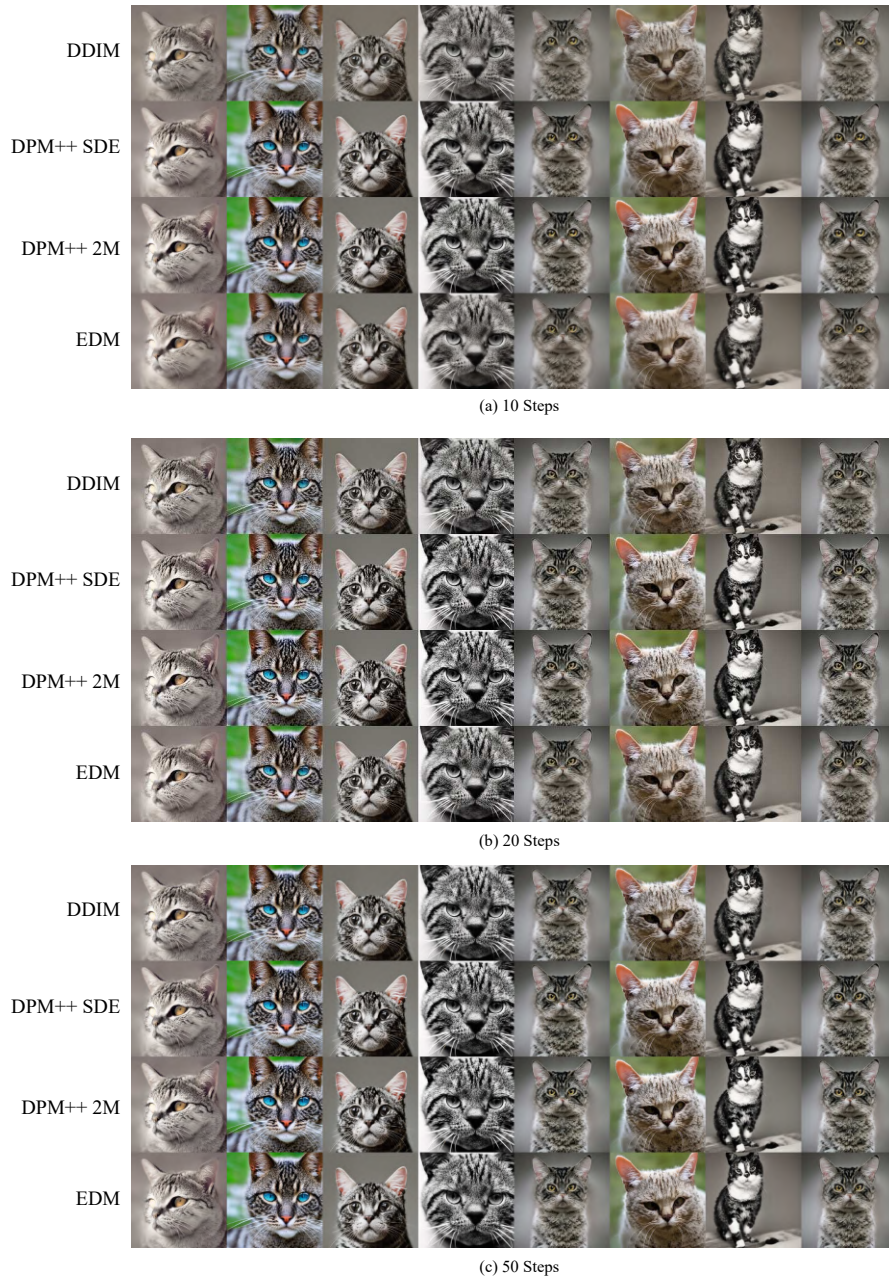 DDIM
DPM++ SDE
DPM++ 2M
EDM
(a) 10 Steps
DDIM
DPM++ SDE
DPM++ 2M
EDM
(b) 20 Steps
DDIM
DPM++ SDE
DPM++ 2M
EDM
(c) 50 Steps